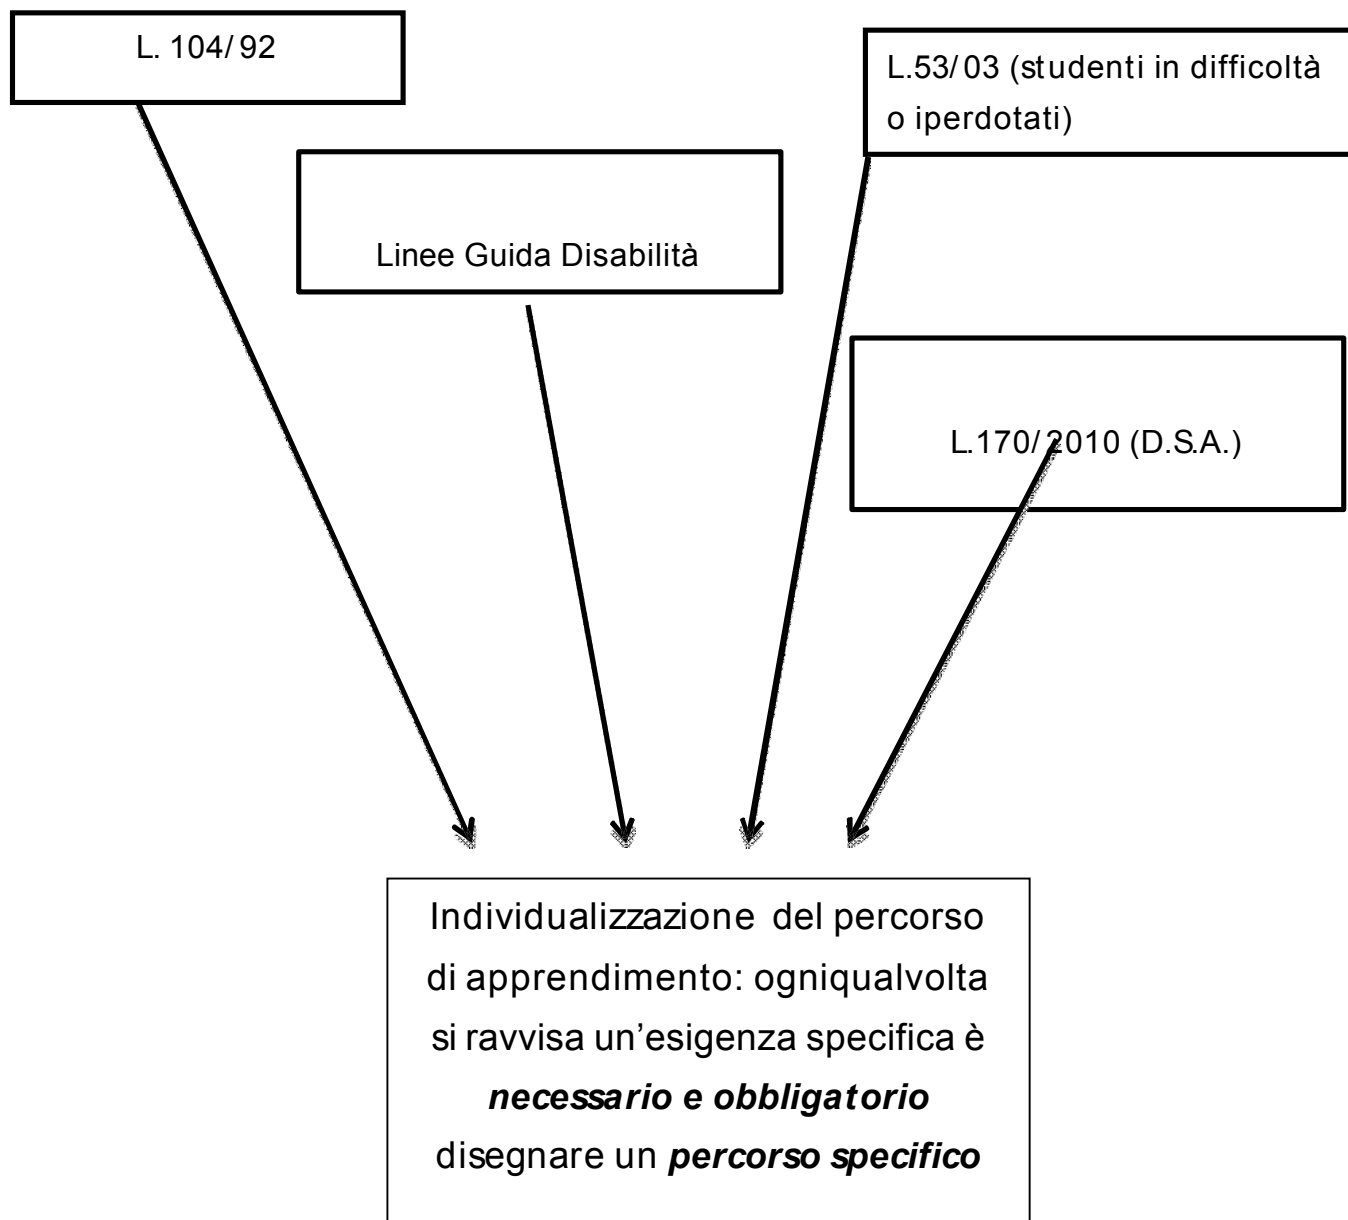 L. 104/92
L.53/03 (studenti in difficoltà
o iperdotati)
Linee Guida Disabilità
L.170/2010 (D.S.A.)
Individualizzazione del percorso
di apprendimento: ogniqualvolta
si ravvisa un’esigenza specifica è
necessario e obbligatorio
disegnare un percorso specifico